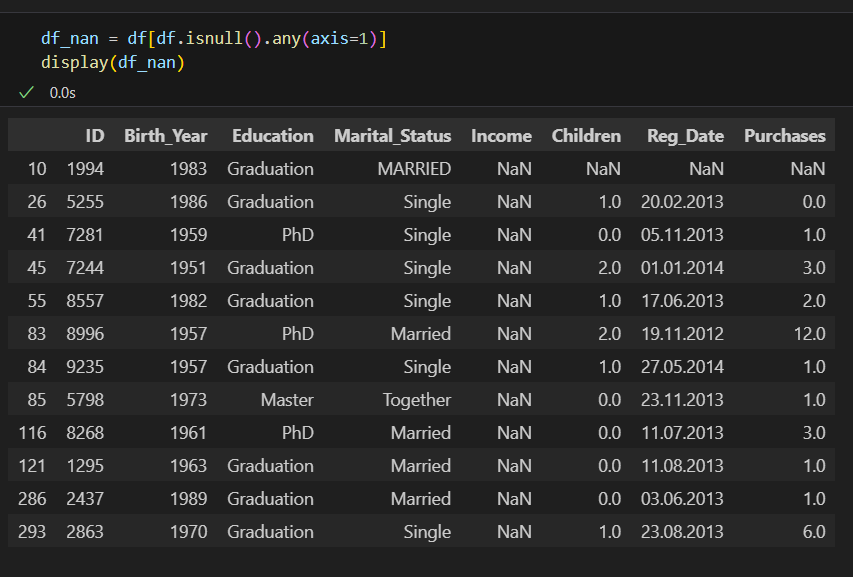 df_nan = df[df.isnull().any(axis=1)]
display(df_nan)
0.0s
ID Birth_Year Education Marital_Status Income Children Reg_Date Purchases
10 1994 1983 Graduation MARRIED NaN NaN NaN NaN
26 5255 1986 Graduation Single NaN 1.0 20.02.2013 0.0
41 7281 1959 PhD Single NaN 0.0 05.11.2013 1.0
45 7244 1951 Graduation Single NaN 2.0 01.01.2014 3.0
55 8557 1982 Graduation Single NaN 1.0 17.06.2013 2.0
83 8996 1957 PhD Married NaN 2.0 19.11.2012 12.0
84 9235 1957 Graduation Single NaN 1.0 27.05.2014 1.0
85 5798 1973 Master Together NaN 0.0 23.11.2013 1.0
116 8268 1961 PhD Married NaN 0.0 11.07.2013 3.0
121 1295 1963 Graduation Married NaN 0.0 11.08.2013 1.0
286 2437 1989 Graduation Married NaN 0.0 03.06.2013 1.0
293 2863 1970 Graduation Single NaN 1.0 23.08.2013 6.0